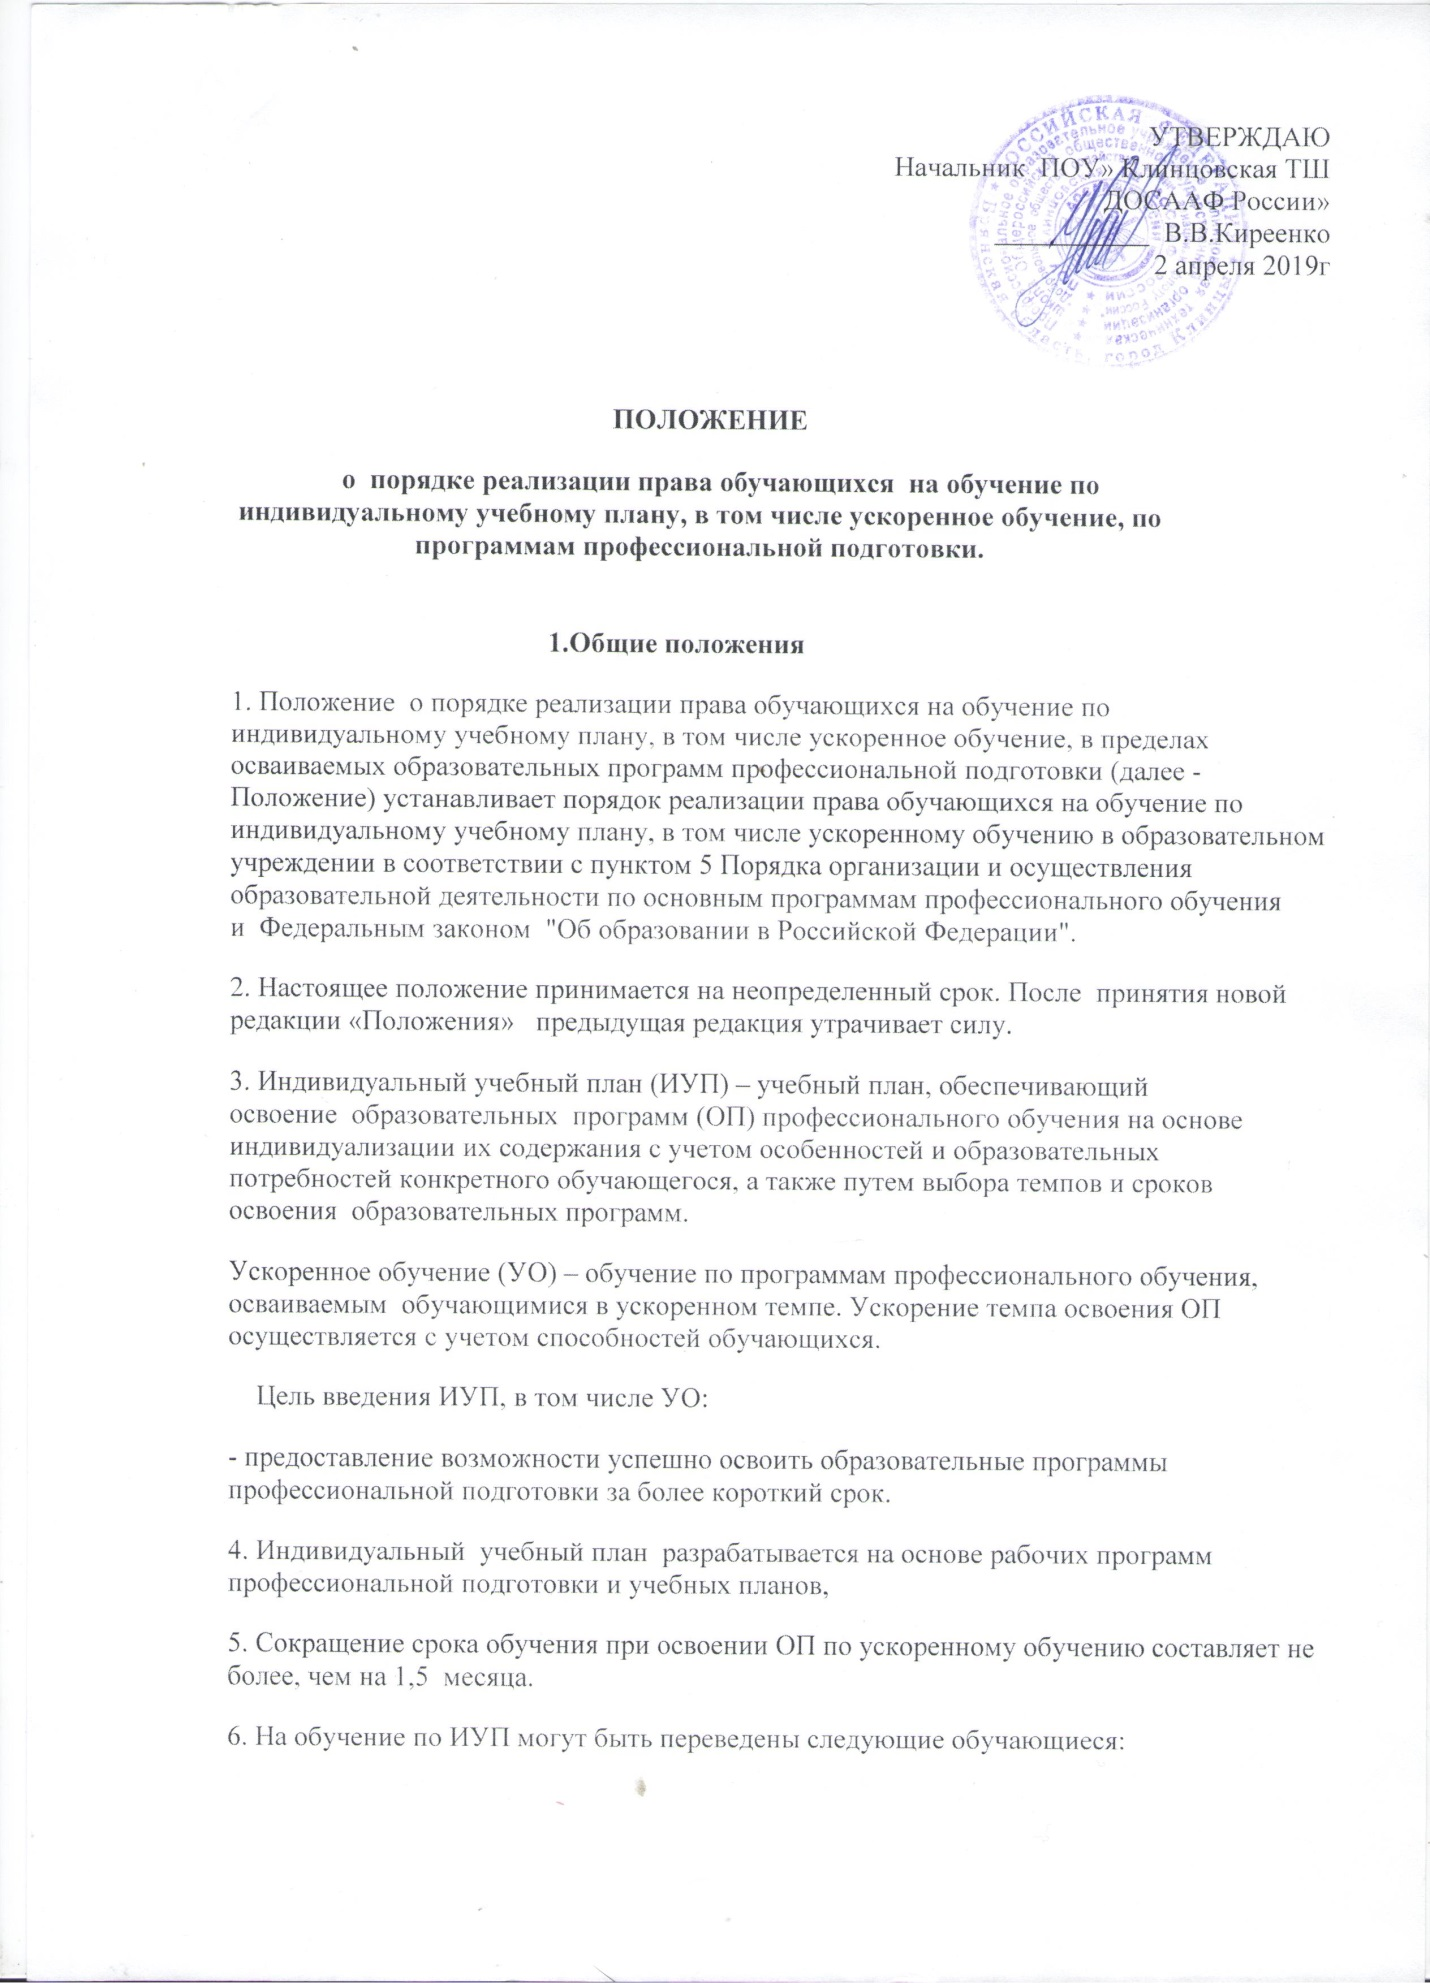 УТВЕРЖДАЮ
Начальник ПОУ» Клинцовская ТШ
ДОСААФ России»
___________ В.В.Киреенко
2 апреля 2019г
РОССИЙСКАЯ ФЕДЕРАЦИЯ
ПОЛОЖЕНИЕ
о порядке реализации права обучающихся на обучение по
индивидуальному учебному плану, в том числе ускоренное обучение, по
программам профессиональной подготовки.
1.Общие положения
1. Положение о порядке реализации права обучающихся на обучение по
индивидуальному учебному плану, в том числе ускоренное обучение, в пределах
осваиваемых образовательных программ профессиональной подготовки (далее -
Положение) устанавливает порядок реализации права обучающихся на обучение по
индивидуальному учебному плану, в том числе ускоренному обучению в образовательном
учреждении в соответствии с пунктом 5 Порядка организации и осуществления
образовательной деятельности по основным программам профессионального обучения
и Федеральным законом "Об образовании в Российской Федерации".
2. Настоящее положение принимается на неопределенный срок. После принятия новой
редакции «Положения» предыдущая редакция утрачивает силу.
3. Индивидуальный учебный план (ИУП) – учебный план, обеспечивающий
освоение образовательных программ (ОП) профессионального обучения на основе
индивидуализации их содержания с учетом особенностей и образовательных
потребностей конкретного обучающегося, а также путем выбора темпов и сроков
освоения образовательных программ.
Ускоренное обучение (УО) – обучение по программам профессионального обучения,
осваиваемым обучающимися в ускоренном темпе. Ускорение темпа освоения ОП
осуществляется с учетом способностей обучающихся.
Цель введения ИУП, в том числе УО:
- предоставление возможности успешно освоить образовательные программы
профессиональной подготовки за более короткий срок.
4. Индивидуальный учебный план разрабатывается на основе рабочих программ
профессиональной подготовки и учебных планов,
5. Сокращение срока обучения при освоении ОП по ускоренному обучению составляет не
более, чем на 1,5 месяца.
6. На обучение по ИУП могут быть переведены следующие обучающиеся: